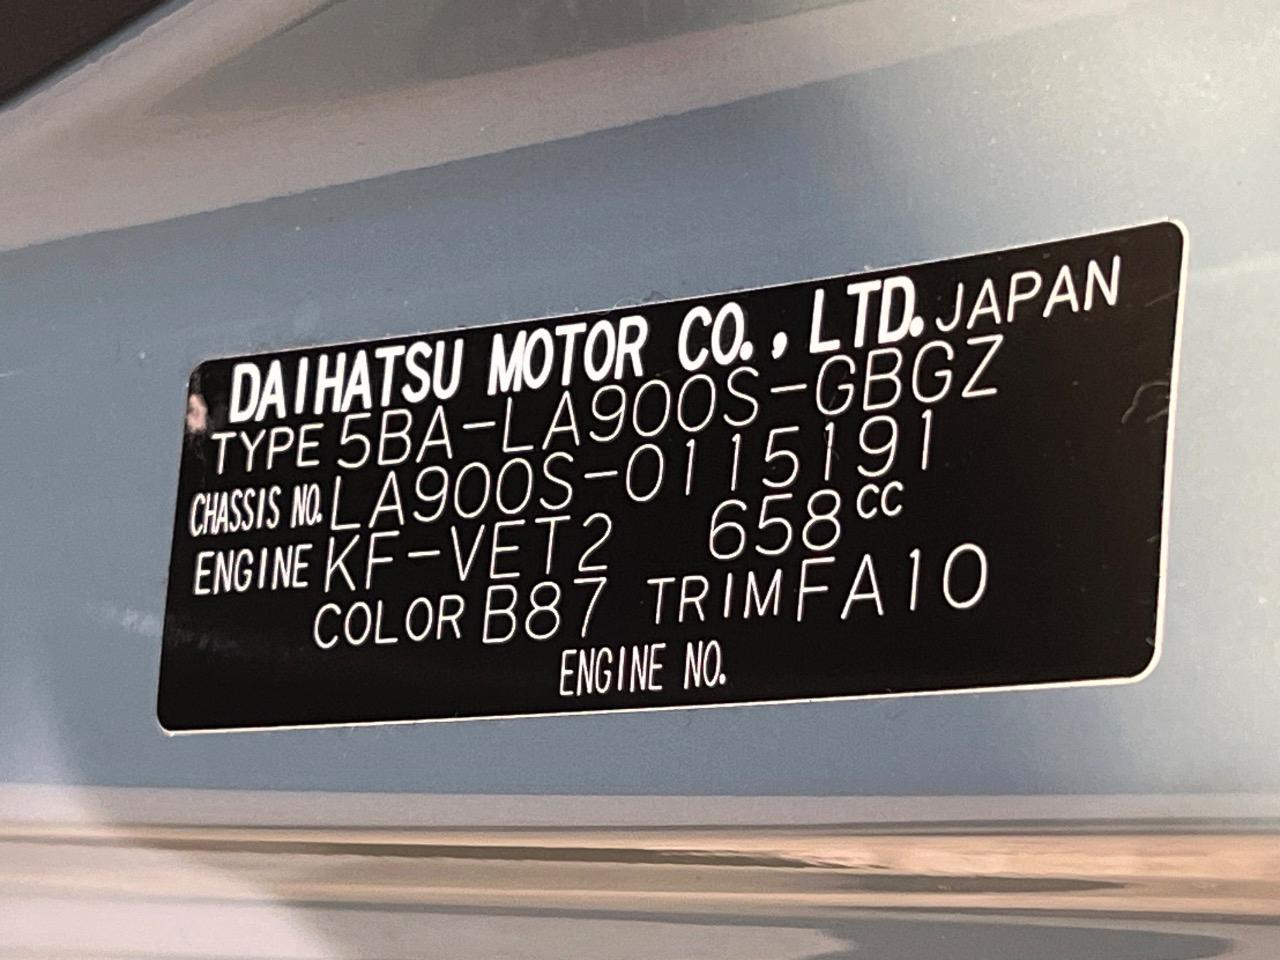 DAIHATSU MOTOR CO., LTD. JAPAN
TYPE 5BA-LA900S-GBGZ
CHASSIS NO. LA900S-0115191
ENGINE KF-VET2 658cc
COLOR B87 TRIM FA10
ENGINE NO.